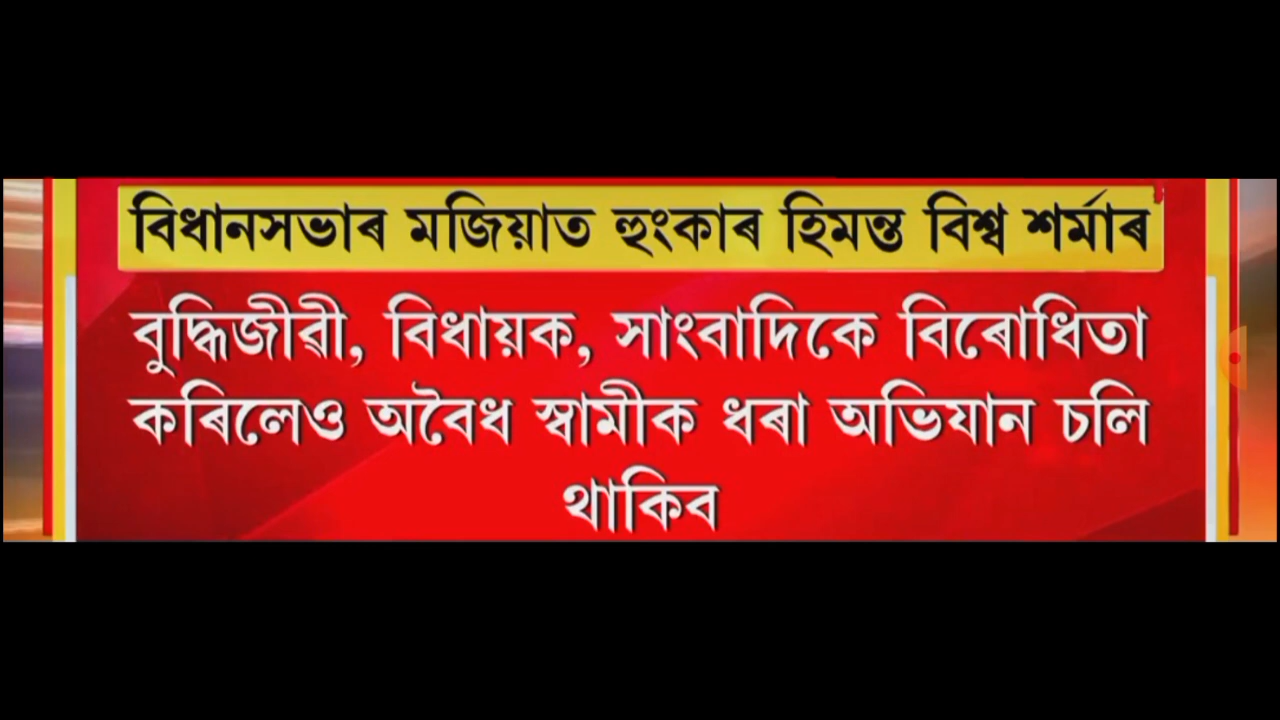 বিধানসভাৰ মজিয়াত হুংকাৰ হিমন্ত বিশ্ব শৰ্মাৰ
বুদ্ধিজীৱী, বিধায়ক, সাংবাদিকে বিৰোধিতা
কৰিলেও অবৈধ স্বামীক ধৰা অভিযান চলি
থাকিব